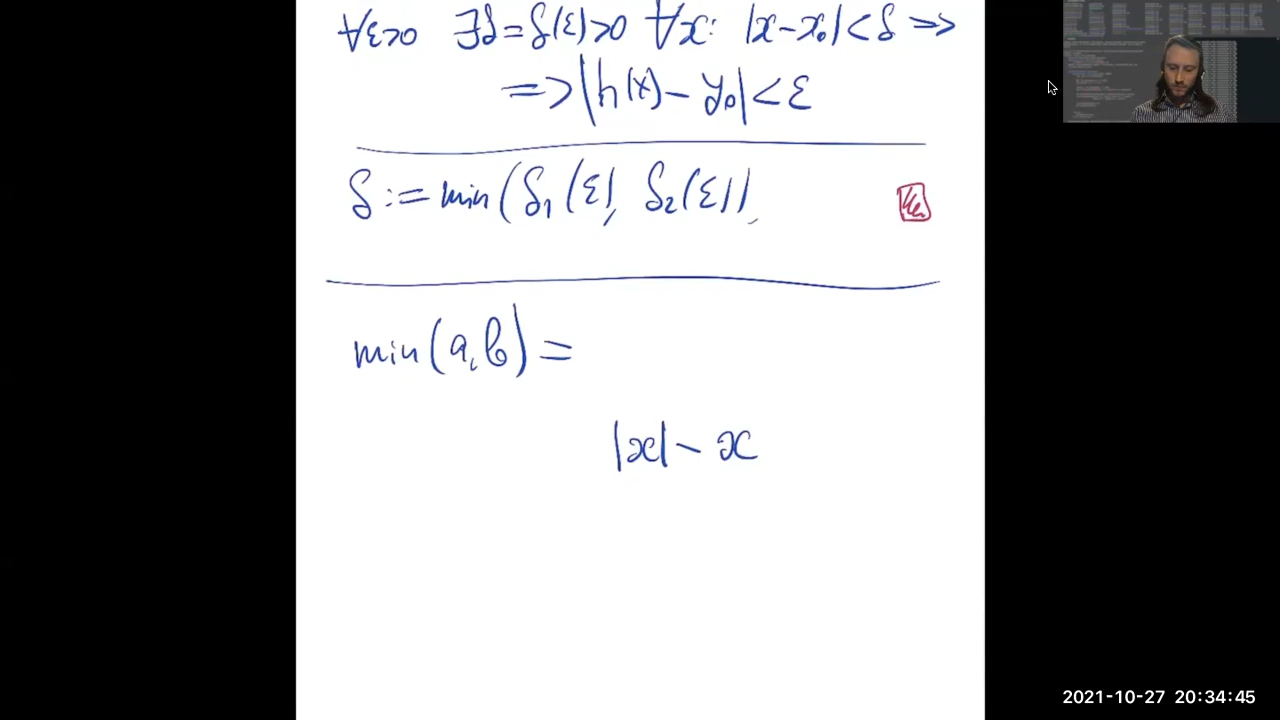 ∀ε>0 ∃δ=δ(ε)>0 ∀x: |x-x₀|<δ =>
=>|h(x)-y₀|<ε
δ:=min(δ₁(ε), δ₂(ε)),
min(a,b)=
|x|-x
2021-10-27 20:34:45